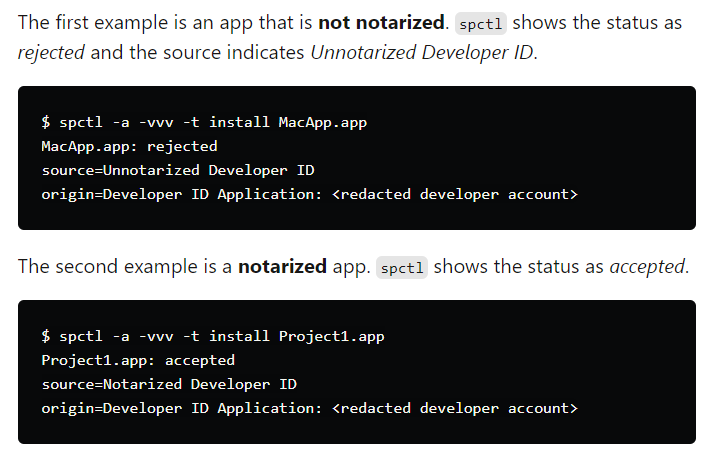 The first example is an app that is not notarized. spctl shows the status as
rejected and the source indicates Unnotarized Developer ID.
$ spctl -a -vvv -t install MacApp.app
MacApp.app: rejected
source=Unnotarized Developer ID
origin=Developer ID Application: <redacted developer account>
The second example is a notarized app. spctl shows the status as accepted.
$ spctl -a -vvv -t install Project1.app
Project1.app: accepted
source=Notarized Developer ID
origin=Developer ID Application: <redacted developer account>